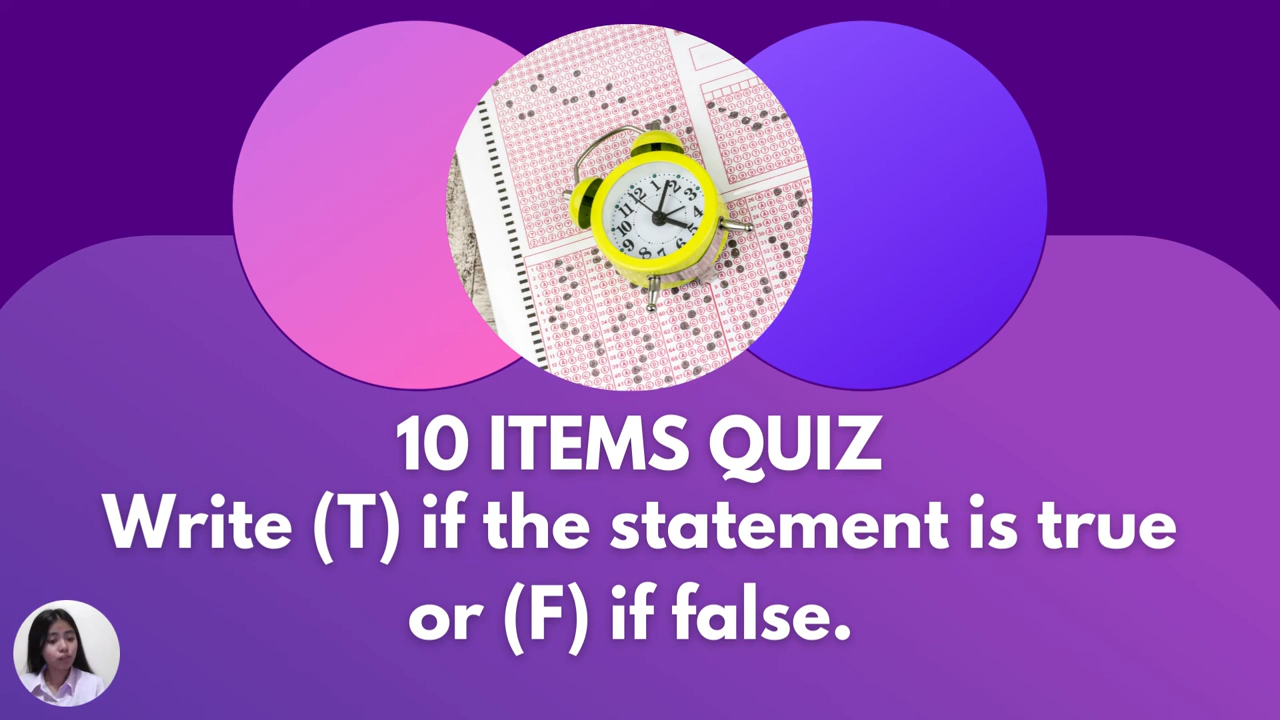 10 ITEMS QUIZ
Write (T) if the statement is true
or (F) if false.